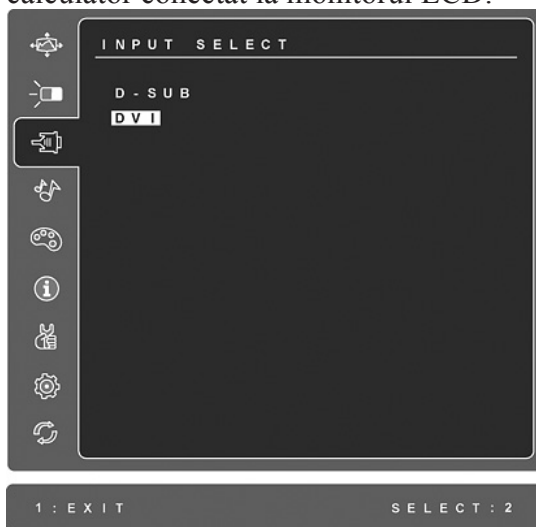 calculator conectat la monitorul LCD.
INPUT SELECT
D-SUB
DVI
1:EXIT SELECT:2